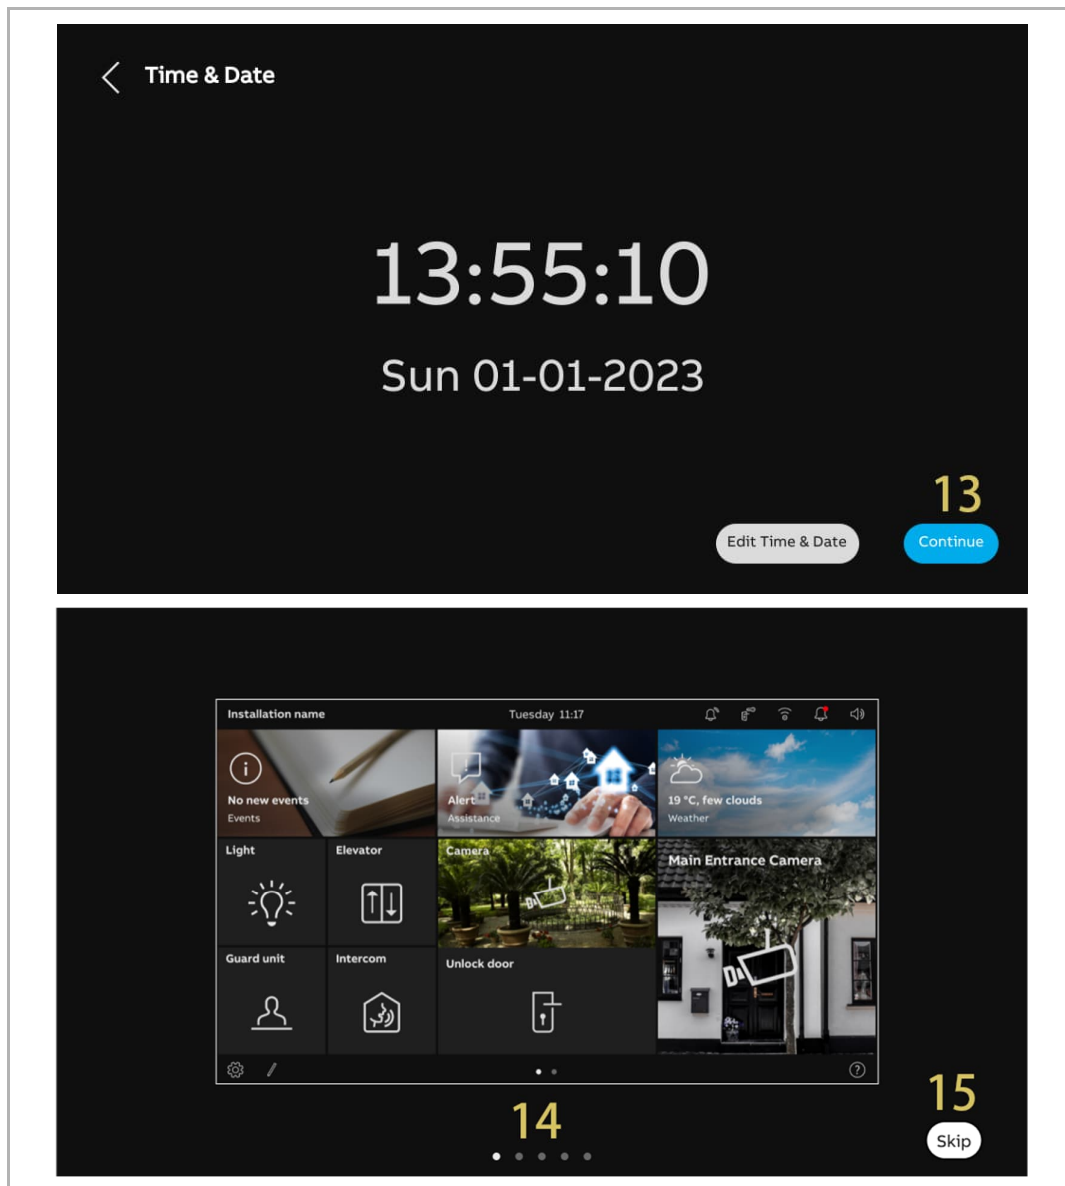 Time & Date
13:55:10
Sun 01-01-2023
13
Edit Time & Date
Continue
Installation name
Tuesday 11:17
No new events
Events
Alert
Assistance
19 °C, few clouds
Weather
Light
Elevator
Camera
Main Entrance Camera
Guard unit
Intercom
Unlock door
14
15
Skip